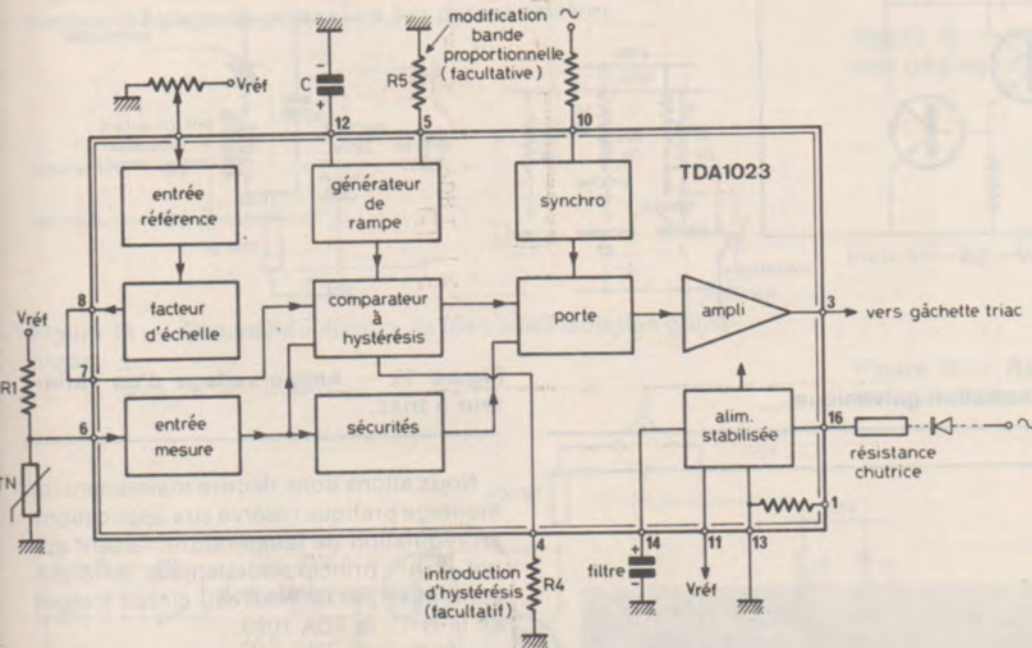 modification
bande
proportionnelle
(facultative)
∿
Vréf
C
−
+
R5
12
5
10
TDA1023
entrée
référence
générateur
de
rampe
synchro
8
Vréf
facteur
d'échelle
comparateur
à
hystérésis
porte
ampli
3
vers gâchette triac
R1
7
6
entrée
mesure
sécurités
alim.
stabilisée
16
∿
résistance
chutrice
TN
1
4
14
11
13
introduction
d'hystérésis
(facultatif)
R4
+
filtre
Vréf